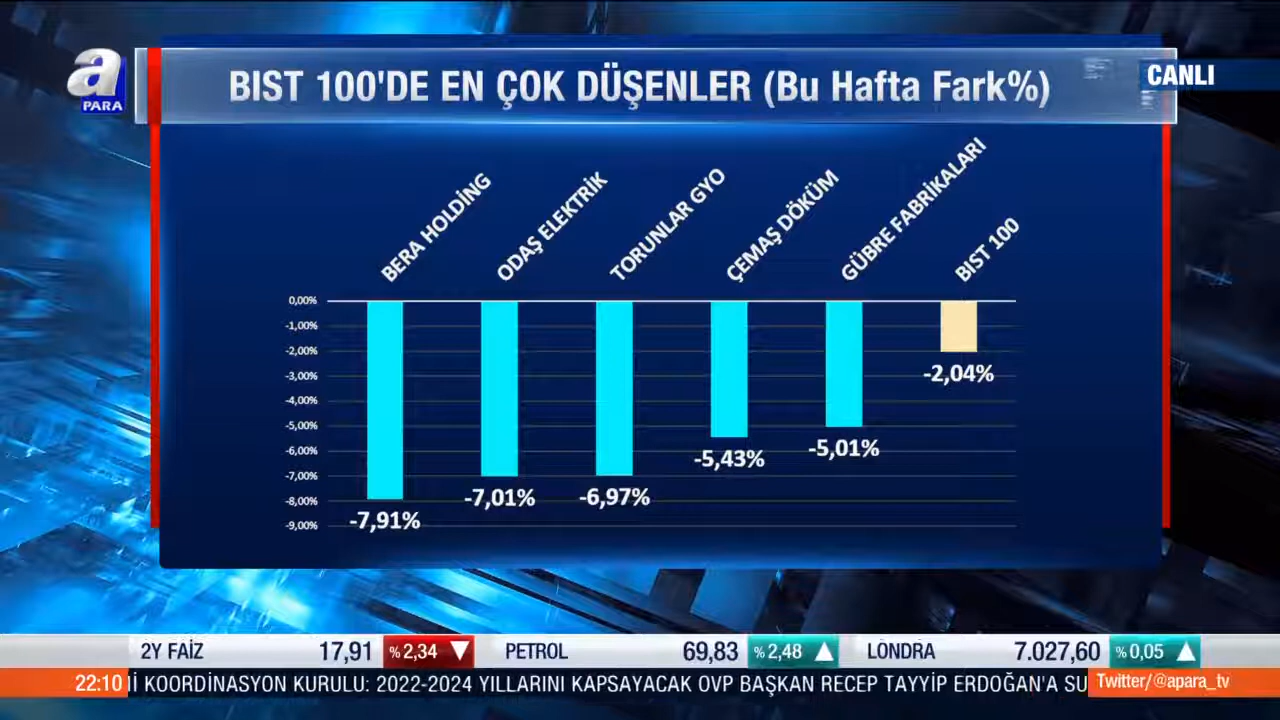 a
PARA
BIST 100'DE EN ÇOK DÜŞENLER (Bu Hafta Fark%)
CANLI
BERA HOLDİNG
ODAŞ ELEKTRİK
TORUNLAR GYO
ÇEMAŞ DÖKÜM
GÜBRE FABRİKALARI
BIST 100
0,00%
-1,00%
-2,00%
-3,00%
-4,00%
-5,00%
-6,00%
-7,00%
-8,00%
-9,00%
-7,91%
-7,01%
-6,97%
-5,43%
-5,01%
-2,04%
2Y FAİZ 17,91 %2,34 ▼ PETROL 69,83 %2,48 ▲ LONDRA 7.027,60 %0,05 ▲
22:10 KOORDİNASYON KURULU: 2022-2024 YILLARINI KAPSAYACAK OVP BAŞKAN RECEP TAYYİP ERDOĞAN'A SU Twitter/@apara_tv